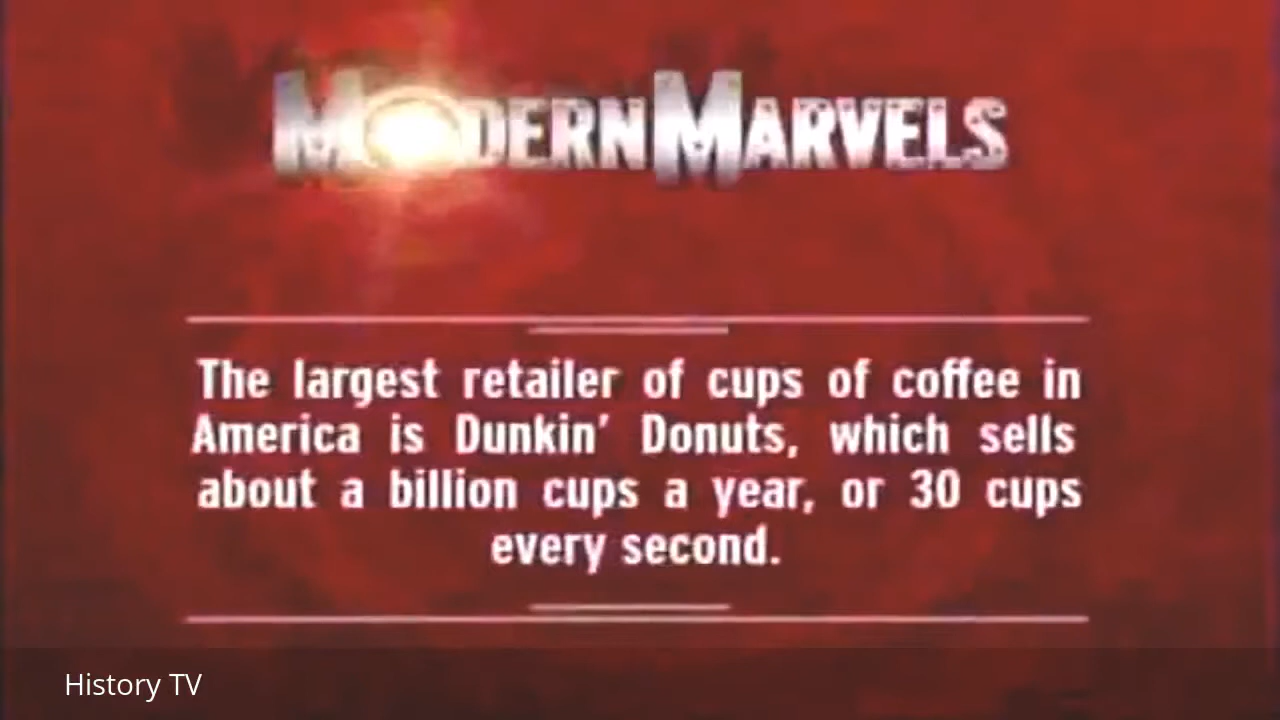 MODERN MARVELS
The largest retailer of cups of coffee in
America is Dunkin' Donuts, which sells
about a billion cups a year, or 30 cups
every second.
History TV